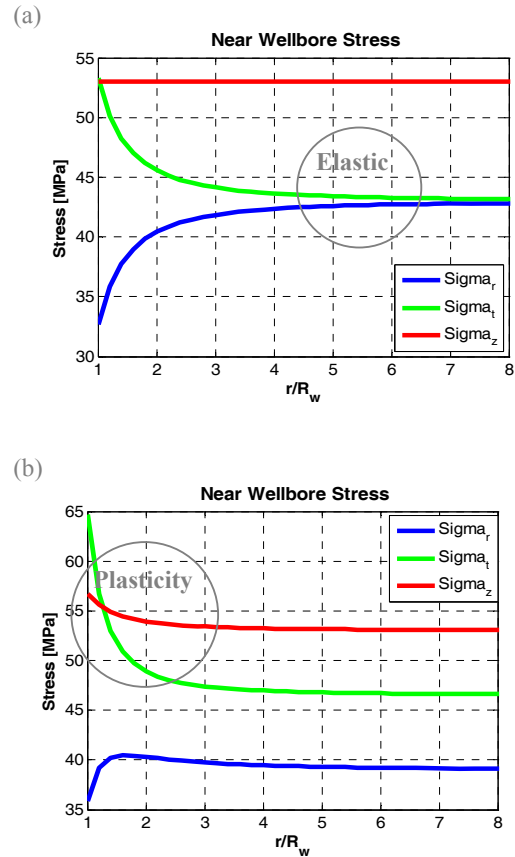 (a)
Near Wellbore Stress
55
50
45
40
35
30
Stress [MPa]
Elastic
Sigma_r
Sigma_t
Sigma_z
1 2 3 4 5 6 7 8
r/R_w
(b)
Near Wellbore Stress
65
60
55
50
45
40
35
Stress [MPa]
Plasticity
Sigma_r
Sigma_t
Sigma_z
1 2 3 4 5 6 7 8
r/R_w